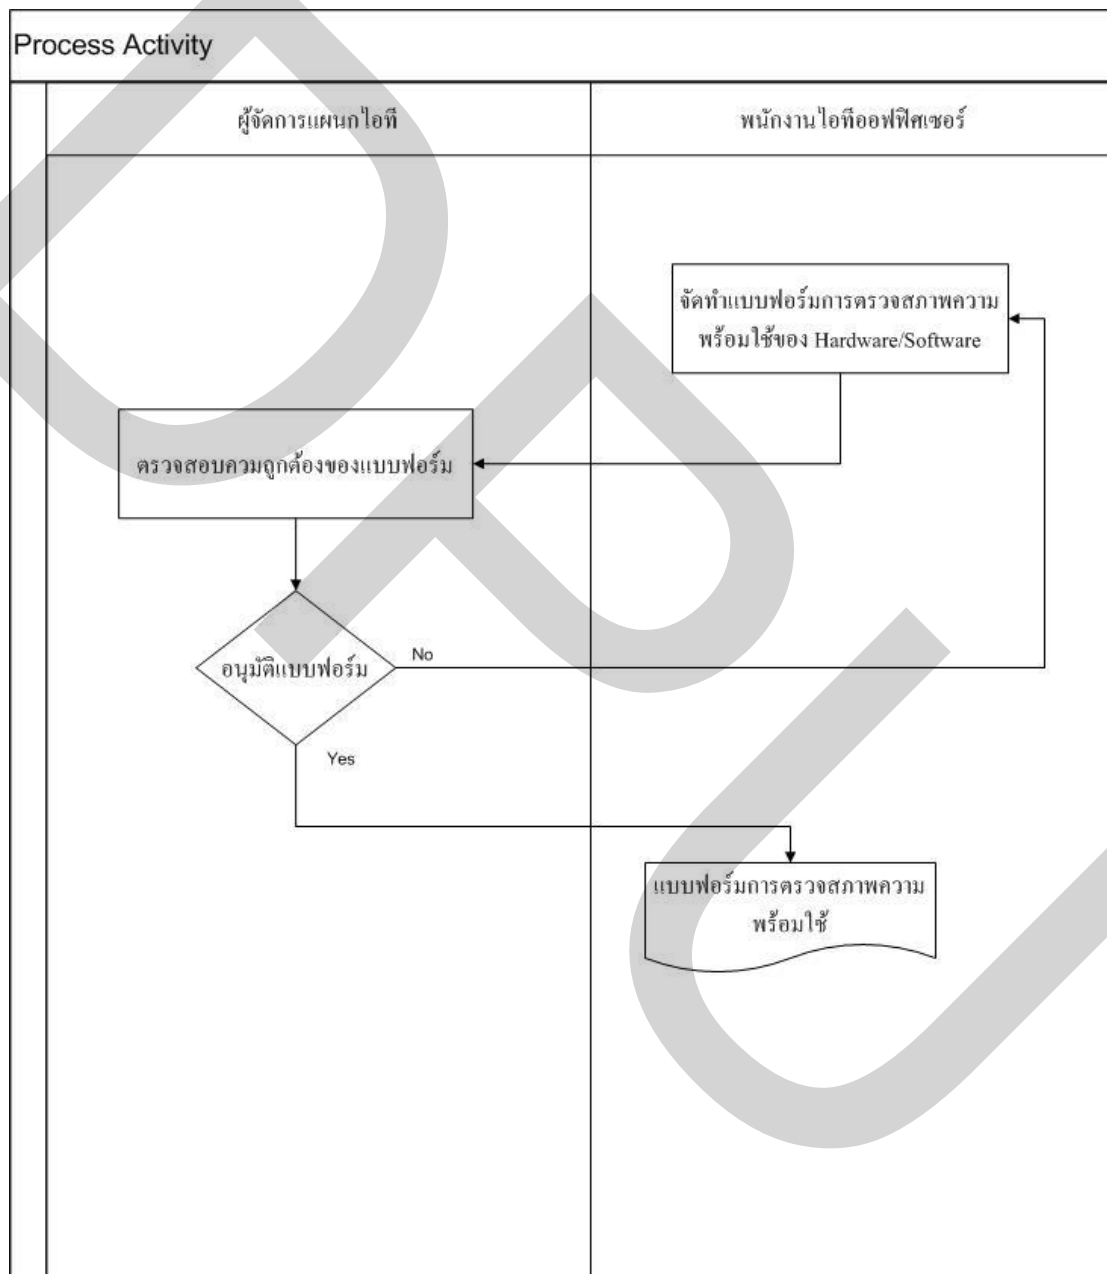 Process Activity
ผู้จัดการแผนกไอที
พนักงานไอทีออฟฟิศเซอร์
จัดทำแบบฟอร์มการตรวจสภาพความ
พร้อมใช้ของ Hardware/Software
ตรวจสอบควมถูกต้องของแบบฟอร์ม
อนุมัติแบบฟอร์ม
No
Yes
แบบฟอร์มการตรวจสภาพความ
พร้อมใช้
DPU